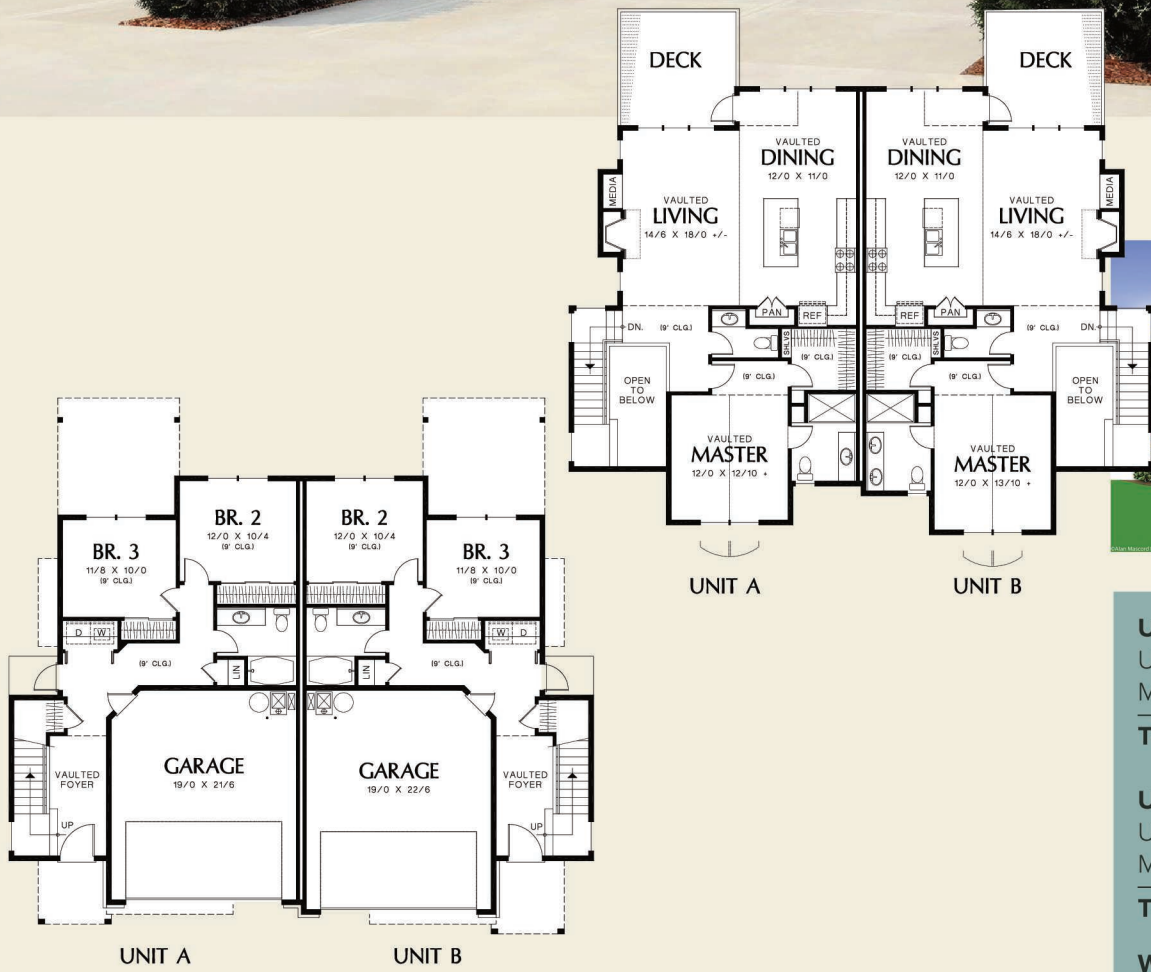 DECK
DECK
VAULTED
DINING
12/0 X 11/0
VAULTED
DINING
12/0 X 11/0
MEDIA
VAULTED
LIVING
14/6 X 18/0 +/-
VAULTED
LIVING
14/6 X 18/0 +/-
MEDIA
PAN
REF
REF
PAN
DN.
(9' CLG.)
SHLVS
(9' CLG.)
(9' CLG.)
SHLVS
(9' CLG.)
DN.
(9' CLG.)
(9' CLG.)
OPEN
TO
BELOW
OPEN
TO
BELOW
VAULTED
MASTER
12/0 X 12/10 +
VAULTED
MASTER
12/0 X 13/10 +
UNIT A
UNIT B
©Alan Mascord
BR. 2
12/0 X 10/4
(9' CLG.)
BR. 2
12/0 X 10/4
(9' CLG.)
BR. 3
11/8 X 10/0
(9' CLG.)
BR. 3
11/8 X 10/0
(9' CLG.)
D
W
W
D
(9' CLG.)
LIN
LIN
(9' CLG.)
GARAGE
19/0 X 21/6
GARAGE
19/0 X 22/6
VAULTED
FOYER
VAULTED
FOYER
UP
UP
UNIT A
UNIT B
U
U
M
T
U
U
M
T
W